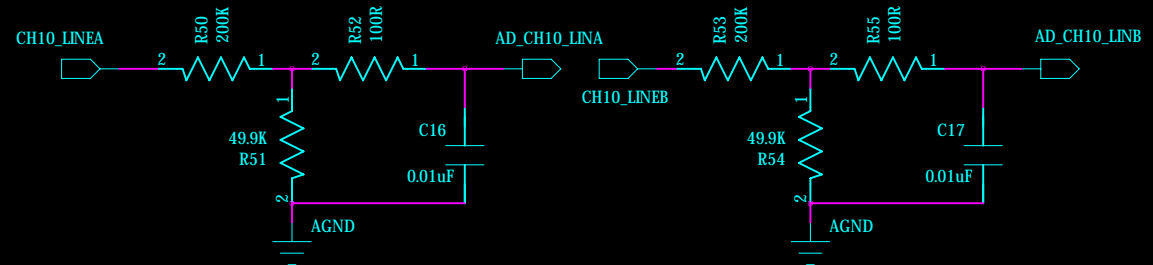 CH10_LINEA
R50
200K
2
1
R52
100R
2
1
AD_CH10_LINA
1
49.9K
R51
2
C16
0.01uF
AGND
CH10_LINEB
R53
200K
2
1
R55
100R
2
1
AD_CH10_LINB
1
49.9K
R54
2
C17
0.01uF
AGND